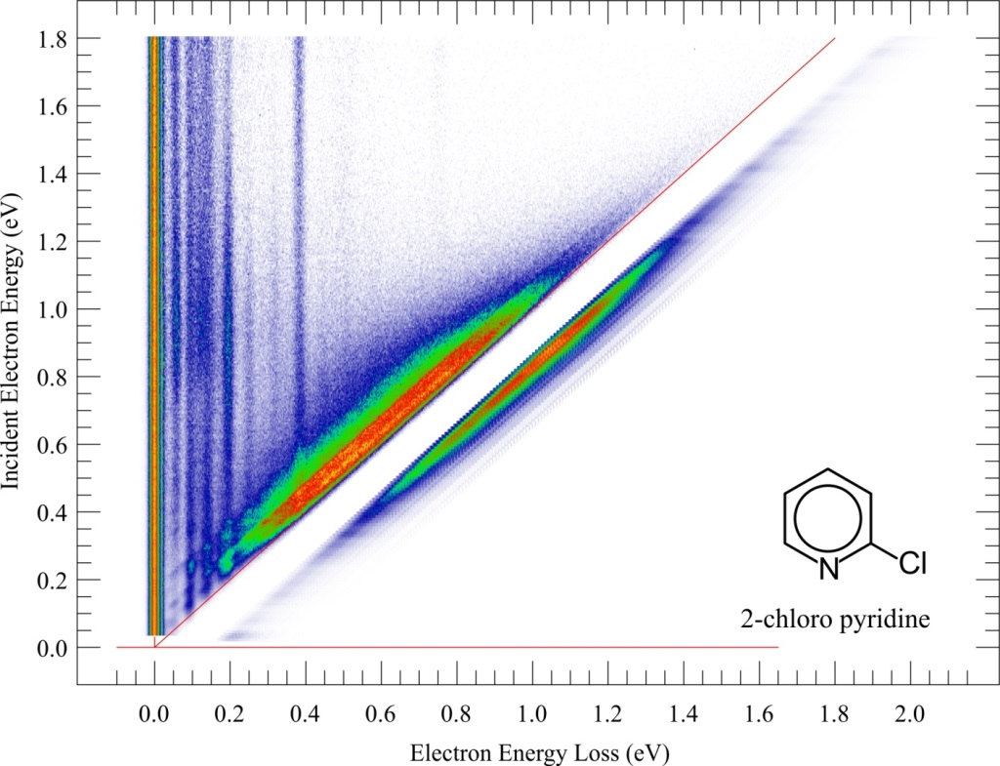 1.8
1.6
1.4
1.2
1.0
0.8
0.6
0.4
0.2
0.0
Incident Electron Energy (eV)
N
Cl
2-chloro pyridine
0.0 0.2 0.4 0.6 0.8 1.0 1.2 1.4 1.6 1.8 2.0
Electron Energy Loss (eV)